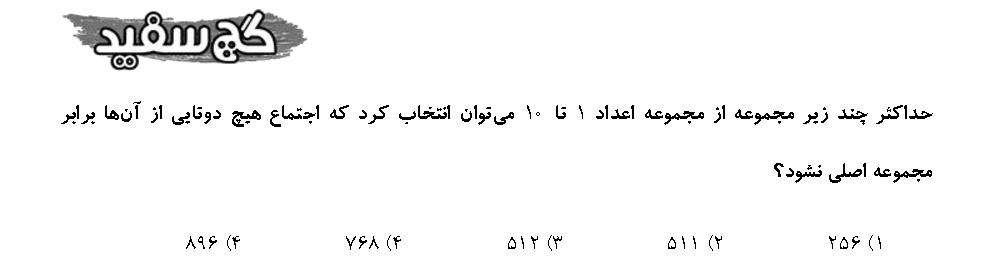 گچ سفید
حداکثر چند زیر مجموعه از مجموعه اعداد ۱ تا ۱۰ می‌توان انتخاب کرد که اجتماع هیچ دوتایی از آن‌ها برابر
مجموعه اصلی نشود؟
۱) ۲۵۶ ۲) ۵۱۱ ۳) ۵۱۲ ۴) ۷۶۸ ۴) ۸۹۶